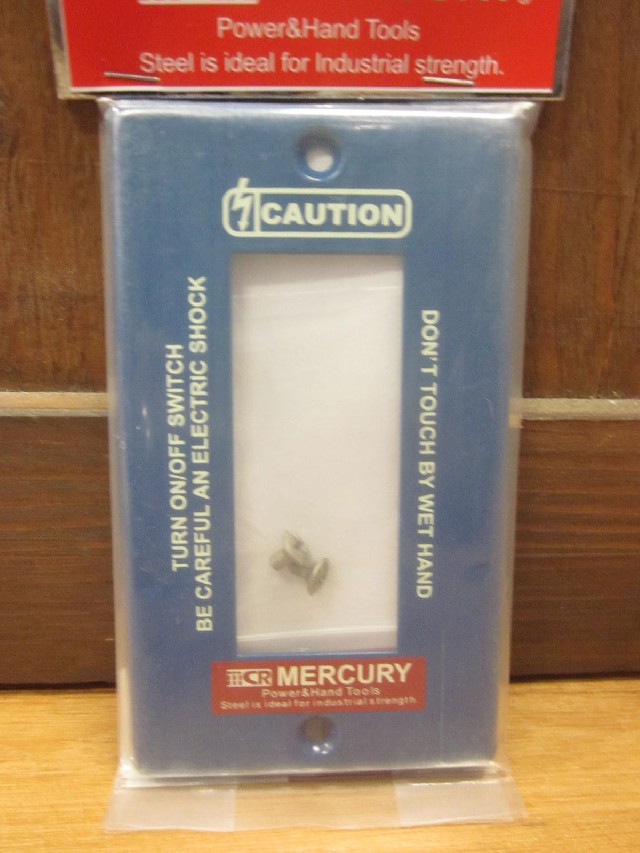 Power&Hand Tools
Steel is ideal for Industrial strength.
CAUTION
TURN ON/OFF SWITCH
BE CAREFUL AN ELECTRIC SHOCK
DON'T TOUCH BY WET HAND
MCR MERCURY
Power&Hand Tools
Steel is ideal for industrial strength